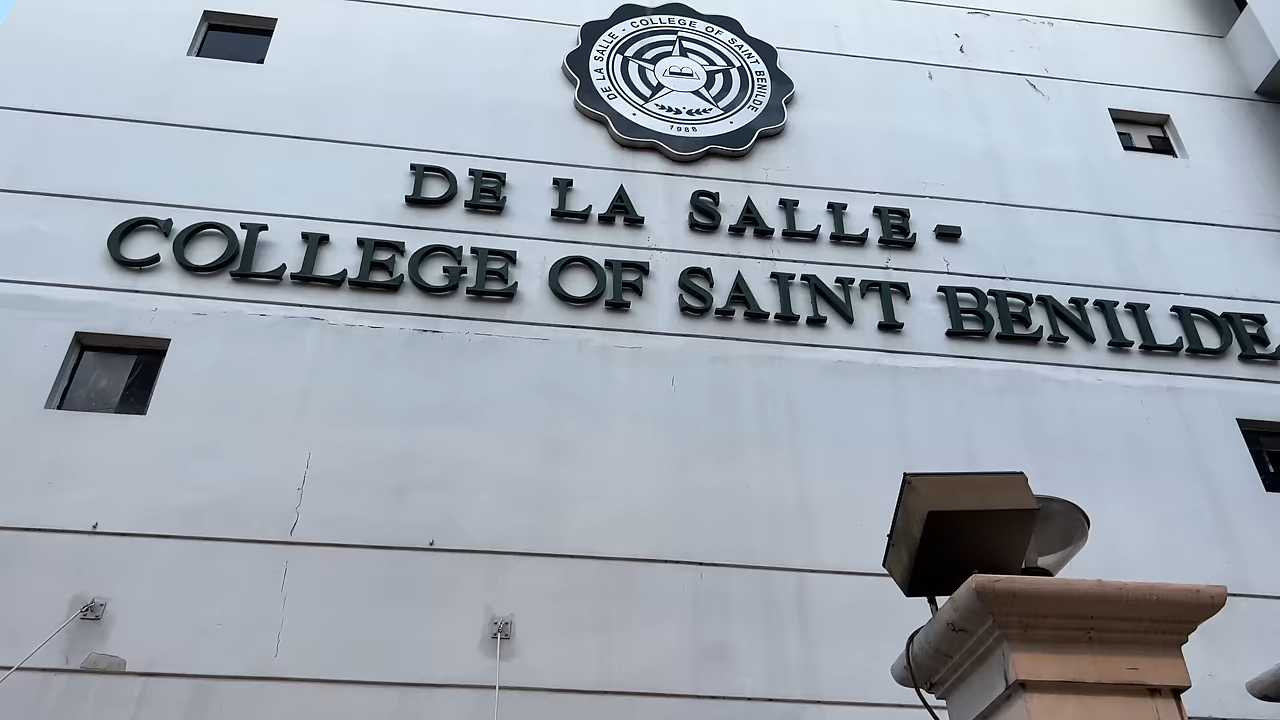 DE LA SALLE - COLLEGE OF SAINT BENILDE
B
1988
DE LA SALLE -
COLLEGE OF SAINT BENILDE